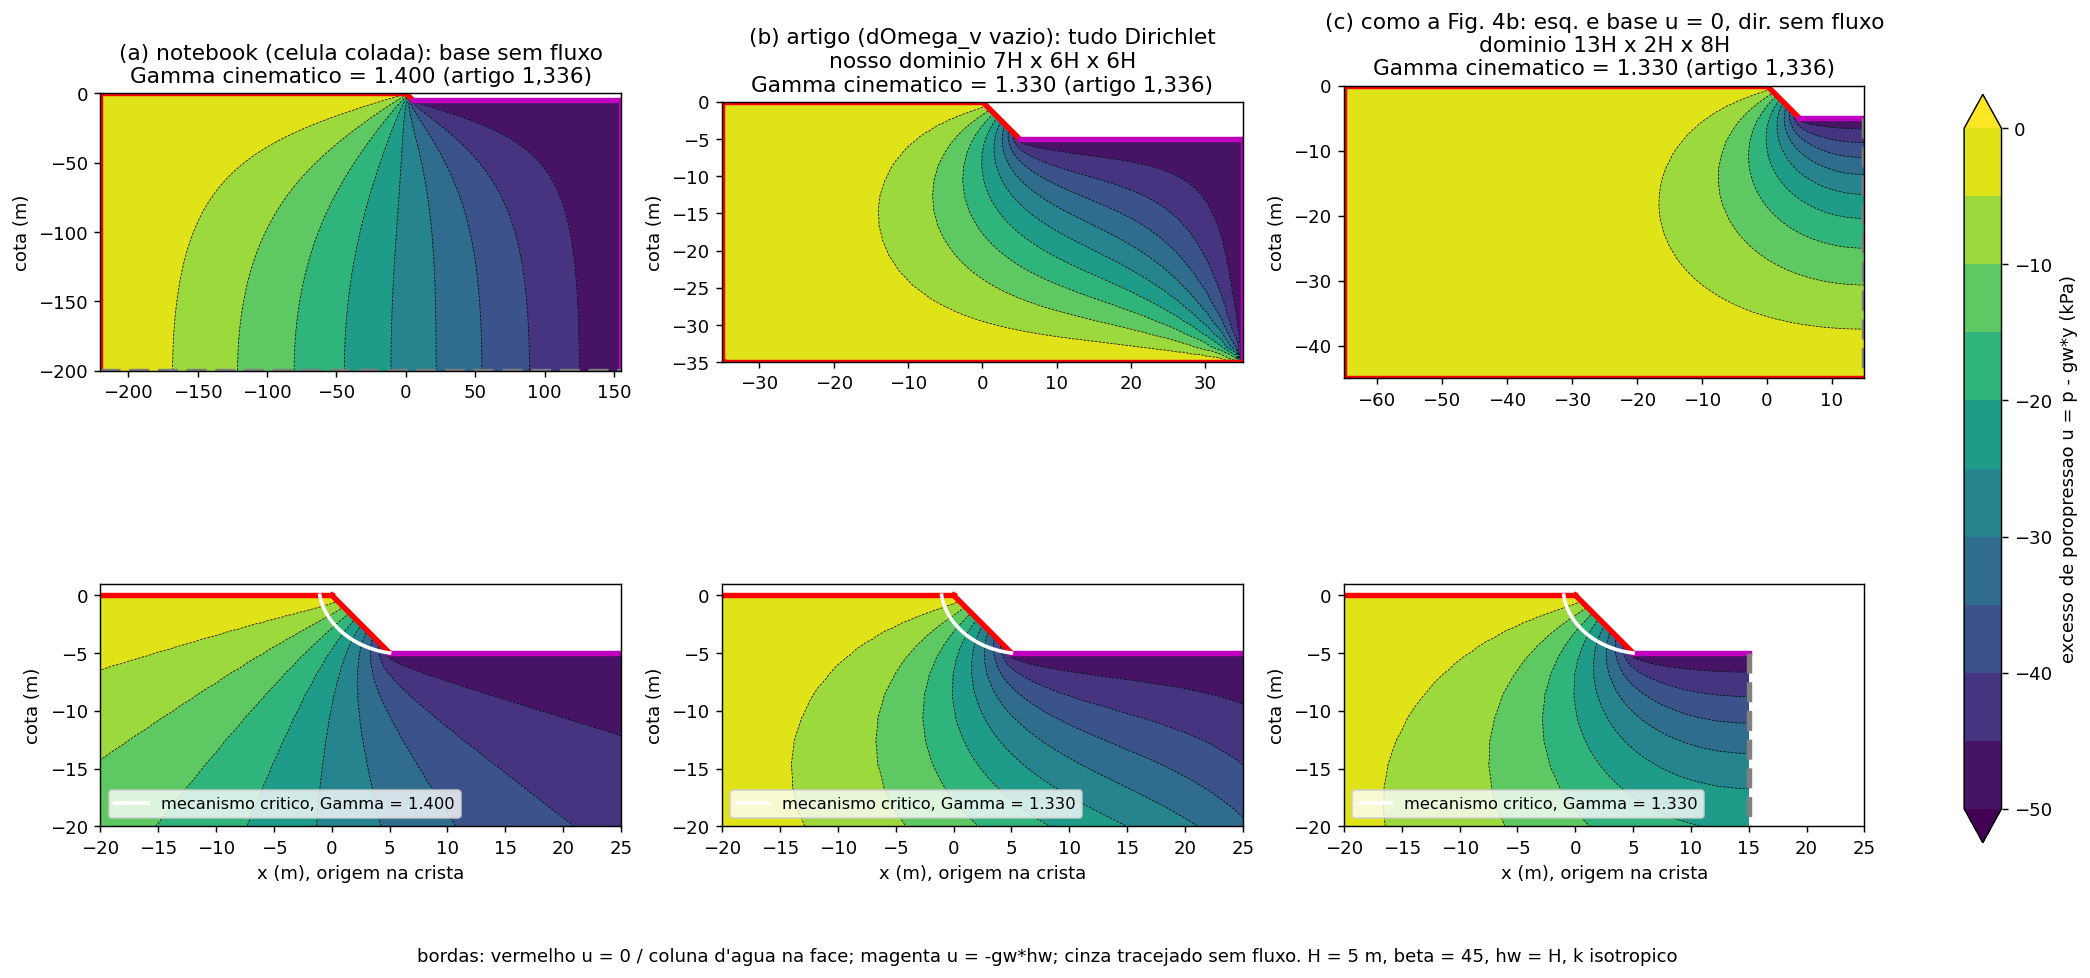 (a) notebook (celula colada): base sem fluxo
Gamma cinematico = 1.400 (artigo 1,336)
(b) artigo (dOmega_v vazio): tudo Dirichlet
nosso dominio 7H x 6H x 6H
Gamma cinematico = 1.330 (artigo 1,336)
(c) como a Fig. 4b: esq. e base u = 0, dir. sem fluxo
dominio 13H x 2H x 8H
Gamma cinematico = 1.330 (artigo 1,336)
cota (m)
0
−50
−100
−150
−200
−200 −150 −100 −50 0 50 100 150
cota (m)
0
−5
−10
−15
−20
−25
−30
−35
−30 −20 −10 0 10 20 30
cota (m)
0
−10
−20
−30
−40
−60 −50 −40 −30 −20 −10 0 10
cota (m)
0
−5
−10
−15
−20
mecanismo critico, Gamma = 1.400
−20 −15 −10 −5 0 5 10 15 20 25
x (m), origem na crista
cota (m)
0
−5
−10
−15
−20
mecanismo critico, Gamma = 1.330
−20 −15 −10 −5 0 5 10 15 20 25
x (m), origem na crista
cota (m)
0
−5
−10
−15
−20
mecanismo critico, Gamma = 1.330
−20 −15 −10 −5 0 5 10 15 20 25
x (m), origem na crista
0
−10
−20
−30
−40
−50
excesso de poropressao u = p - gw*y (kPa)
bordas: vermelho u = 0 / coluna d'agua na face; magenta u = -gw*hw; cinza tracejado sem fluxo. H = 5 m, beta = 45, hw = H, k isotropico